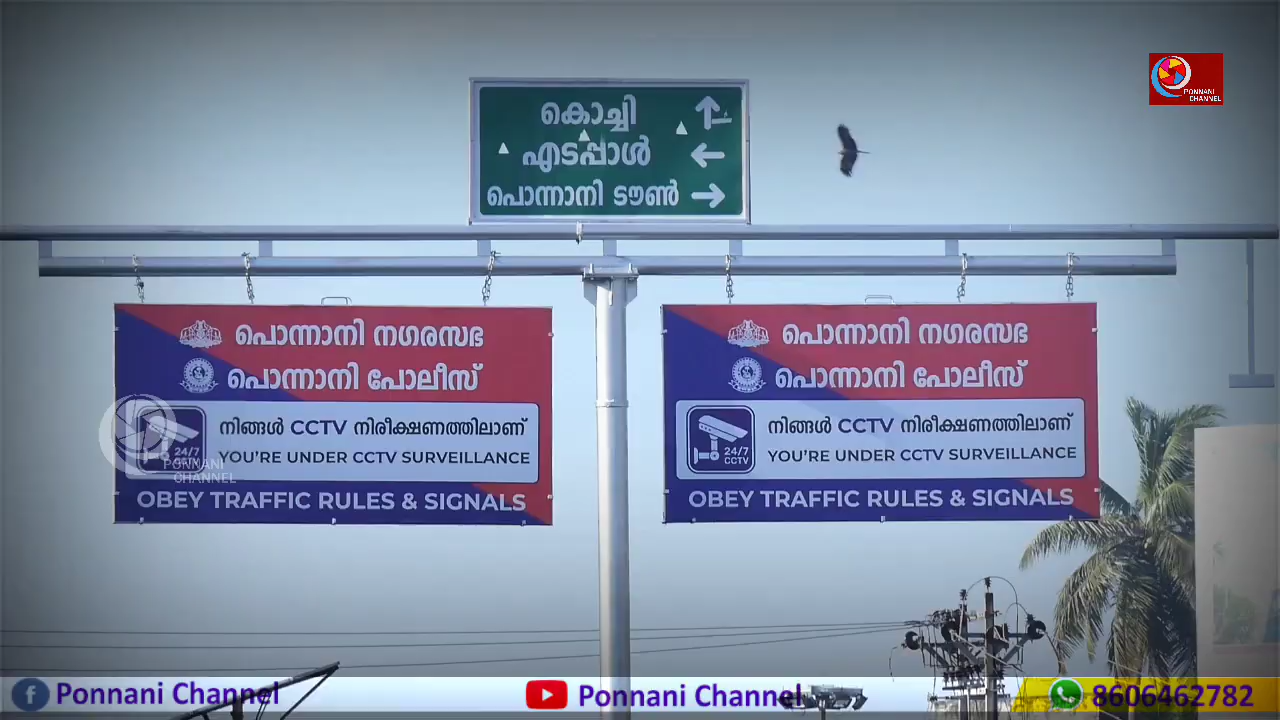 PONNANI
CHANNEL
കൊച്ചി
എടപ്പാൾ
പൊന്നാനി ടൗൺ
പൊന്നാനി നഗരസഭ
പൊന്നാനി പോലീസ്
24/7
നിങ്ങൾ CCTV നിരീക്ഷണത്തിലാണ്
YOU'RE UNDER CCTV SURVEILLANCE
PONNANI
CHANNEL
OBEY TRAFFIC RULES & SIGNALS
പൊന്നാനി നഗരസഭ
പൊന്നാനി പോലീസ്
24/7
CCTV
നിങ്ങൾ CCTV നിരീക്ഷണത്തിലാണ്
YOU'RE UNDER CCTV SURVEILLANCE
OBEY TRAFFIC RULES & SIGNALS
Ponnani Channel
Ponnani Channel
8606462782